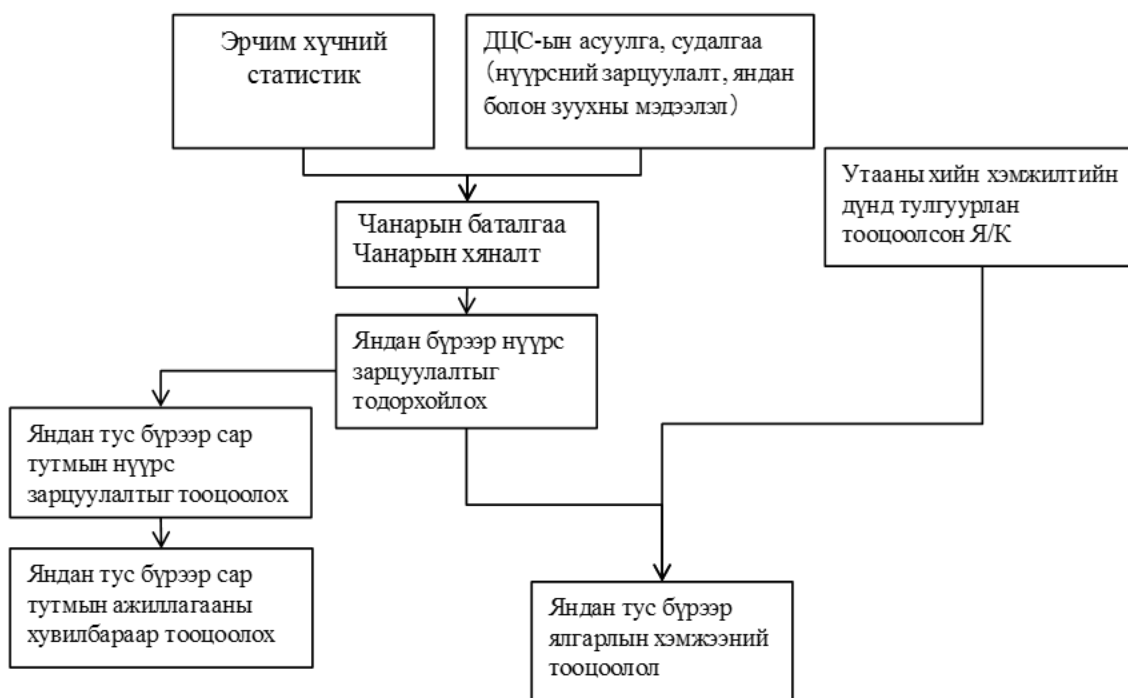 Эрчим хүчний
статистик
ДЦС-ын асуулга, судалгаа
(нүүрсний зарцуулалт, яндан
болон зуухны мэдээлэл)
Утааны хийн хэмжилтийн
дүнд тулгуурлан
тооцоолсон Я/К
Чанарын баталгаа
Чанарын хяналт
Яндан бүрээр нүүрс
зарцуулалтыг
тодорхойлох
Яндан тус бүрээр сар
тутмын нүүрс
зарцуулалтыг тооцоолох
Яндан тус бүрээр сар
тутмын ажиллагааны
хувилбараар тооцоолох
Яндан тус бүрээр
ялгарлын хэмжээний
тооцоолол